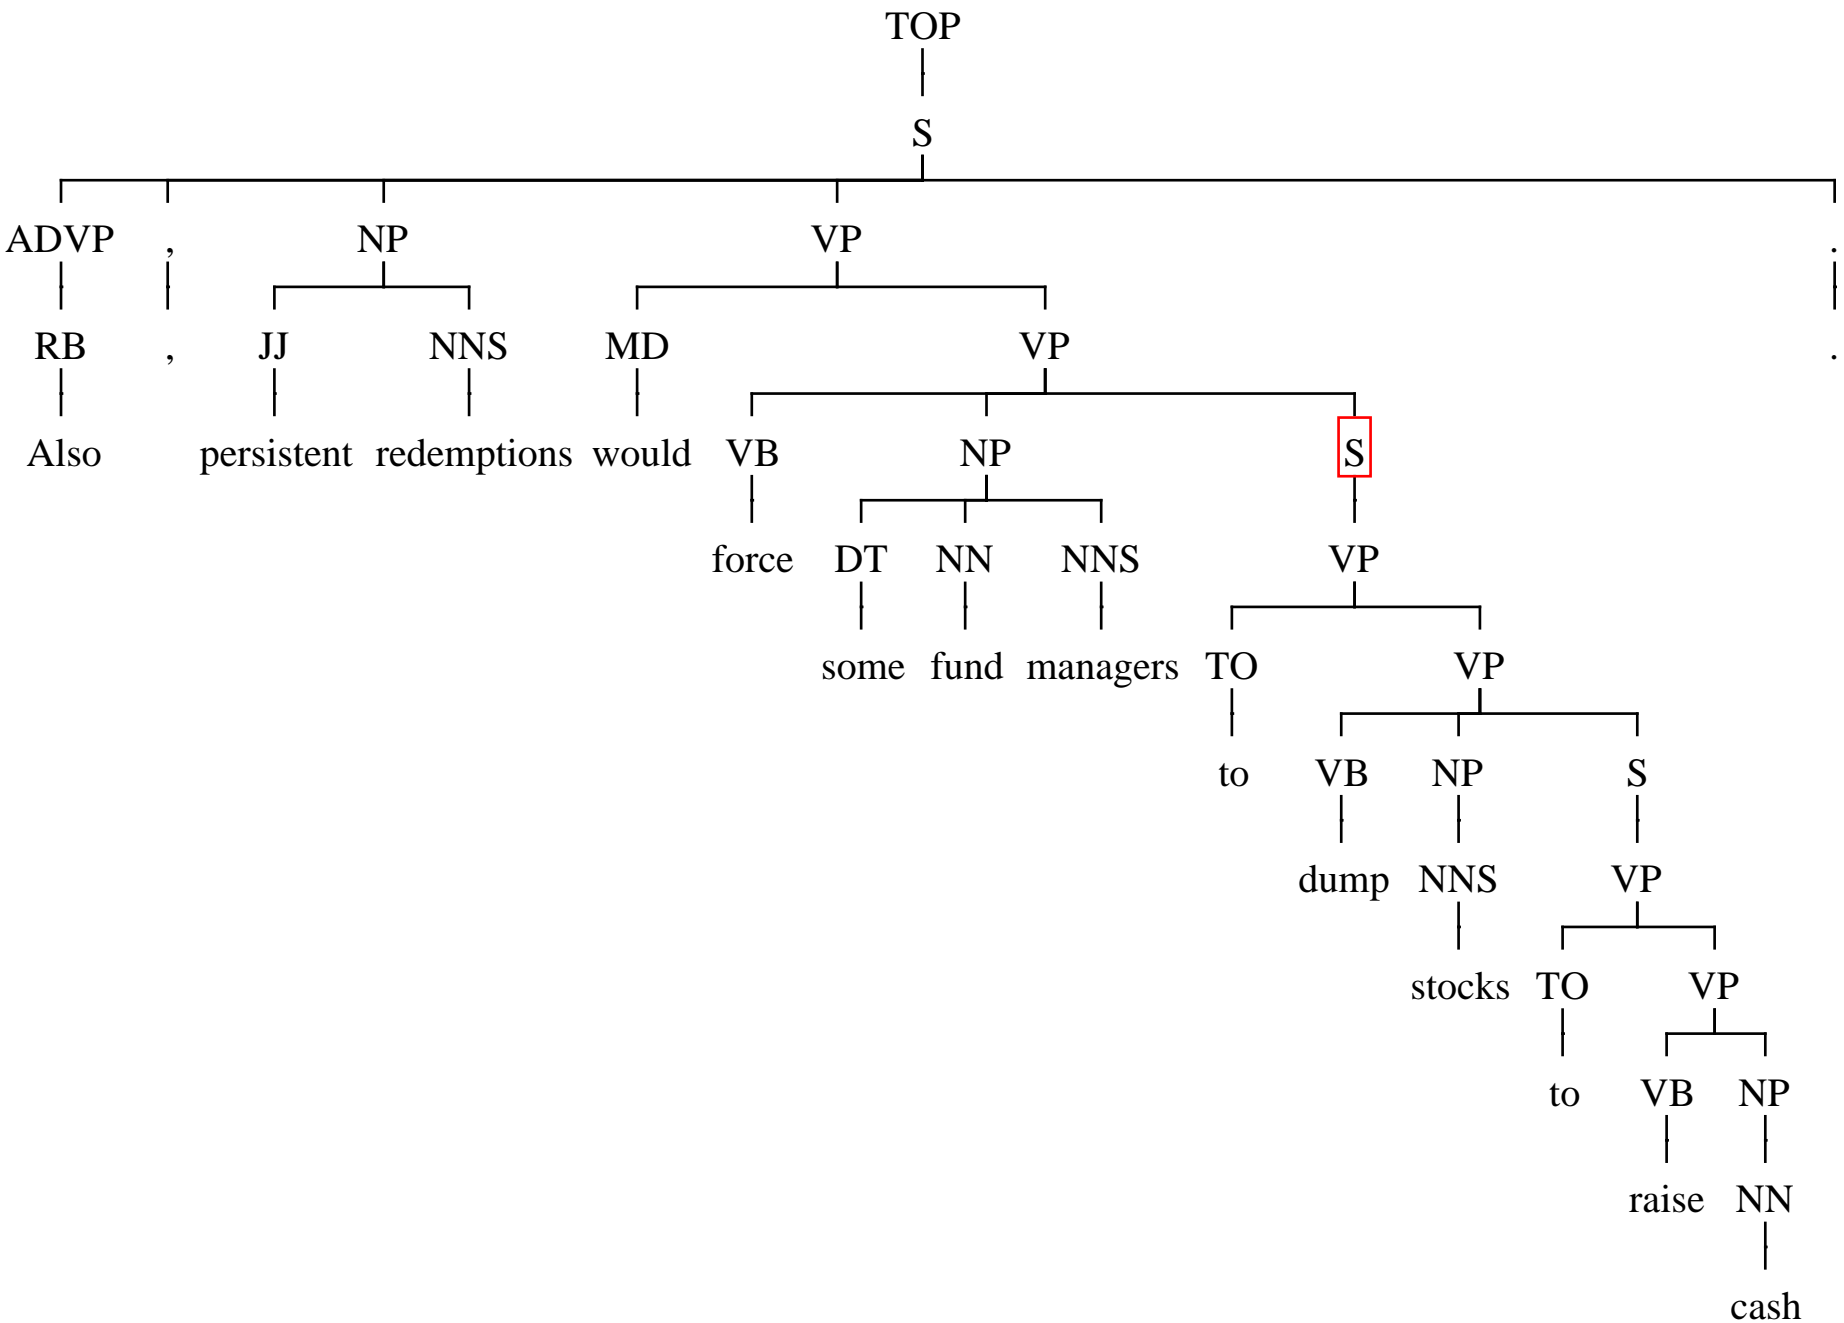 TOP
S
ADVP , NP VP .
RB , JJ NNS MD VP .
Also persistent redemptions would VB NP S
force DT NN NNS VP
some fund managers TO VP
to VB NP S
dump NNS VP
stocks TO VP
to VB NP
raise NN
cash